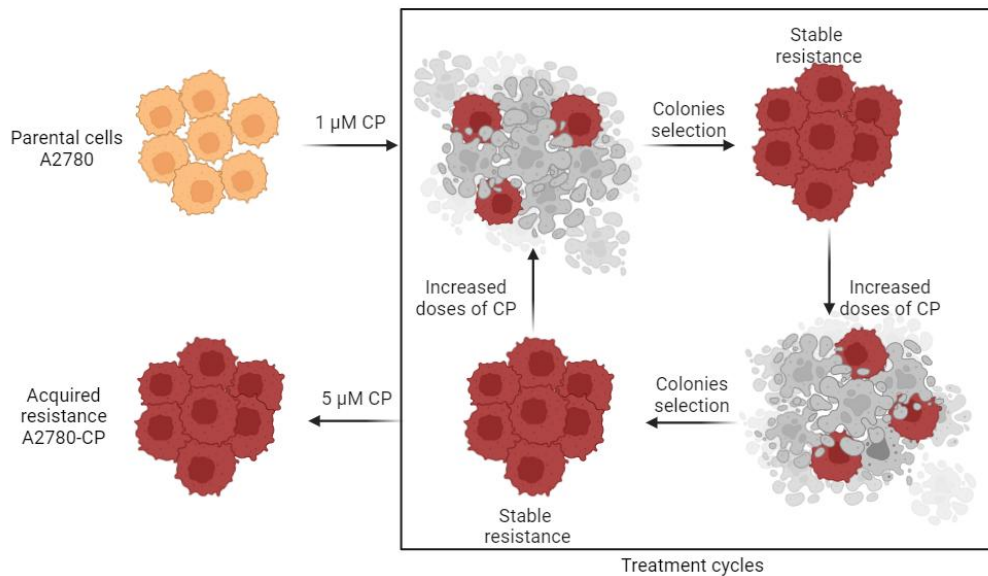 Parental cells
A2780
1 µM CP
Colonies
selection
Stable
resistance
Increased
doses of CP
Increased
doses of CP
Colonies
selection
Stable
resistance
5 µM CP
Acquired
resistance
A2780-CP
Treatment cycles